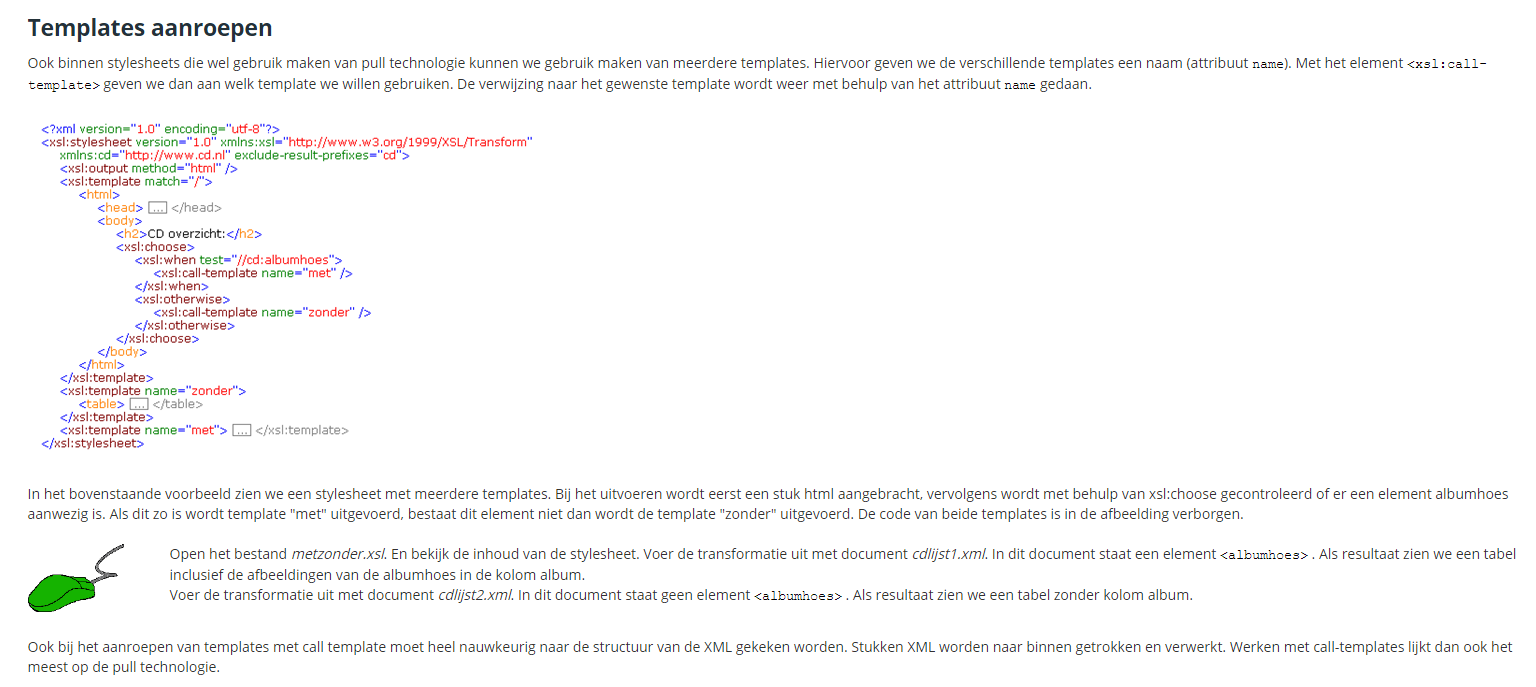 Templates aanroepen
Ook binnen stylesheets die wel gebruik maken van pull technologie kunnen we gebruik maken van meerdere templates. Hiervoor geven we de verschillende templates een naam (attribuut name). Met het element <xsl:call-
template> geven we dan aan welk template we willen gebruiken. De verwijzing naar het gewenste template wordt weer met behulp van het attribuut name gedaan.
<?xml version="1.0" encoding="utf-8"?>
<xsl:stylesheet version="1.0" xmlns:xsl="http://www.w3.org/1999/XSL/Transform"
xmlns:cd="http://www.cd.nl" exclude-result-prefixes="cd">
<xsl:output method="html" />
<xsl:template match="/">
<html>
<head> ... </head>
<body>
<h2>CD overzicht:</h2>
<xsl:choose>
<xsl:when test="//cd:albumhoes">
<xsl:call-template name="met" />
</xsl:when>
<xsl:otherwise>
<xsl:call-template name="zonder" />
</xsl:otherwise>
</xsl:choose>
</body>
</html>
</xsl:template>
<xsl:template name="zonder">
<table> ... </table>
</xsl:template>
<xsl:template name="met"> ... </xsl:template>
</xsl:stylesheet>
In het bovenstaande voorbeeld zien we een stylesheet met meerdere templates. Bij het uitvoeren wordt eerst een stuk html aangebracht, vervolgens wordt met behulp van xsl:choose gecontroleerd of er een element albumhoes
aanwezig is. Als dit zo is wordt template "met" uitgevoerd, bestaat dit element niet dan wordt de template "zonder" uitgevoerd. De code van beide templates is in de afbeelding verborgen.
Open het bestand metzonder.xsl. En bekijk de inhoud van de stylesheet. Voer de transformatie uit met document cdlijst1.xml. In dit document staat een element <albumhoes>. Als resultaat zien we een tabel
inclusief de afbeeldingen van de albumhoes in de kolom album.
Voer de transformatie uit met document cdlijst2.xml. In dit document staat geen element <albumhoes>. Als resultaat zien we een tabel zonder kolom album.
Ook bij het aanroepen van templates met call template moet heel nauwkeurig naar de structuur van de XML gekeken worden. Stukken XML worden naar binnen getrokken en verwerkt. Werken met call-templates lijkt dan ook het
meest op de pull technologie.